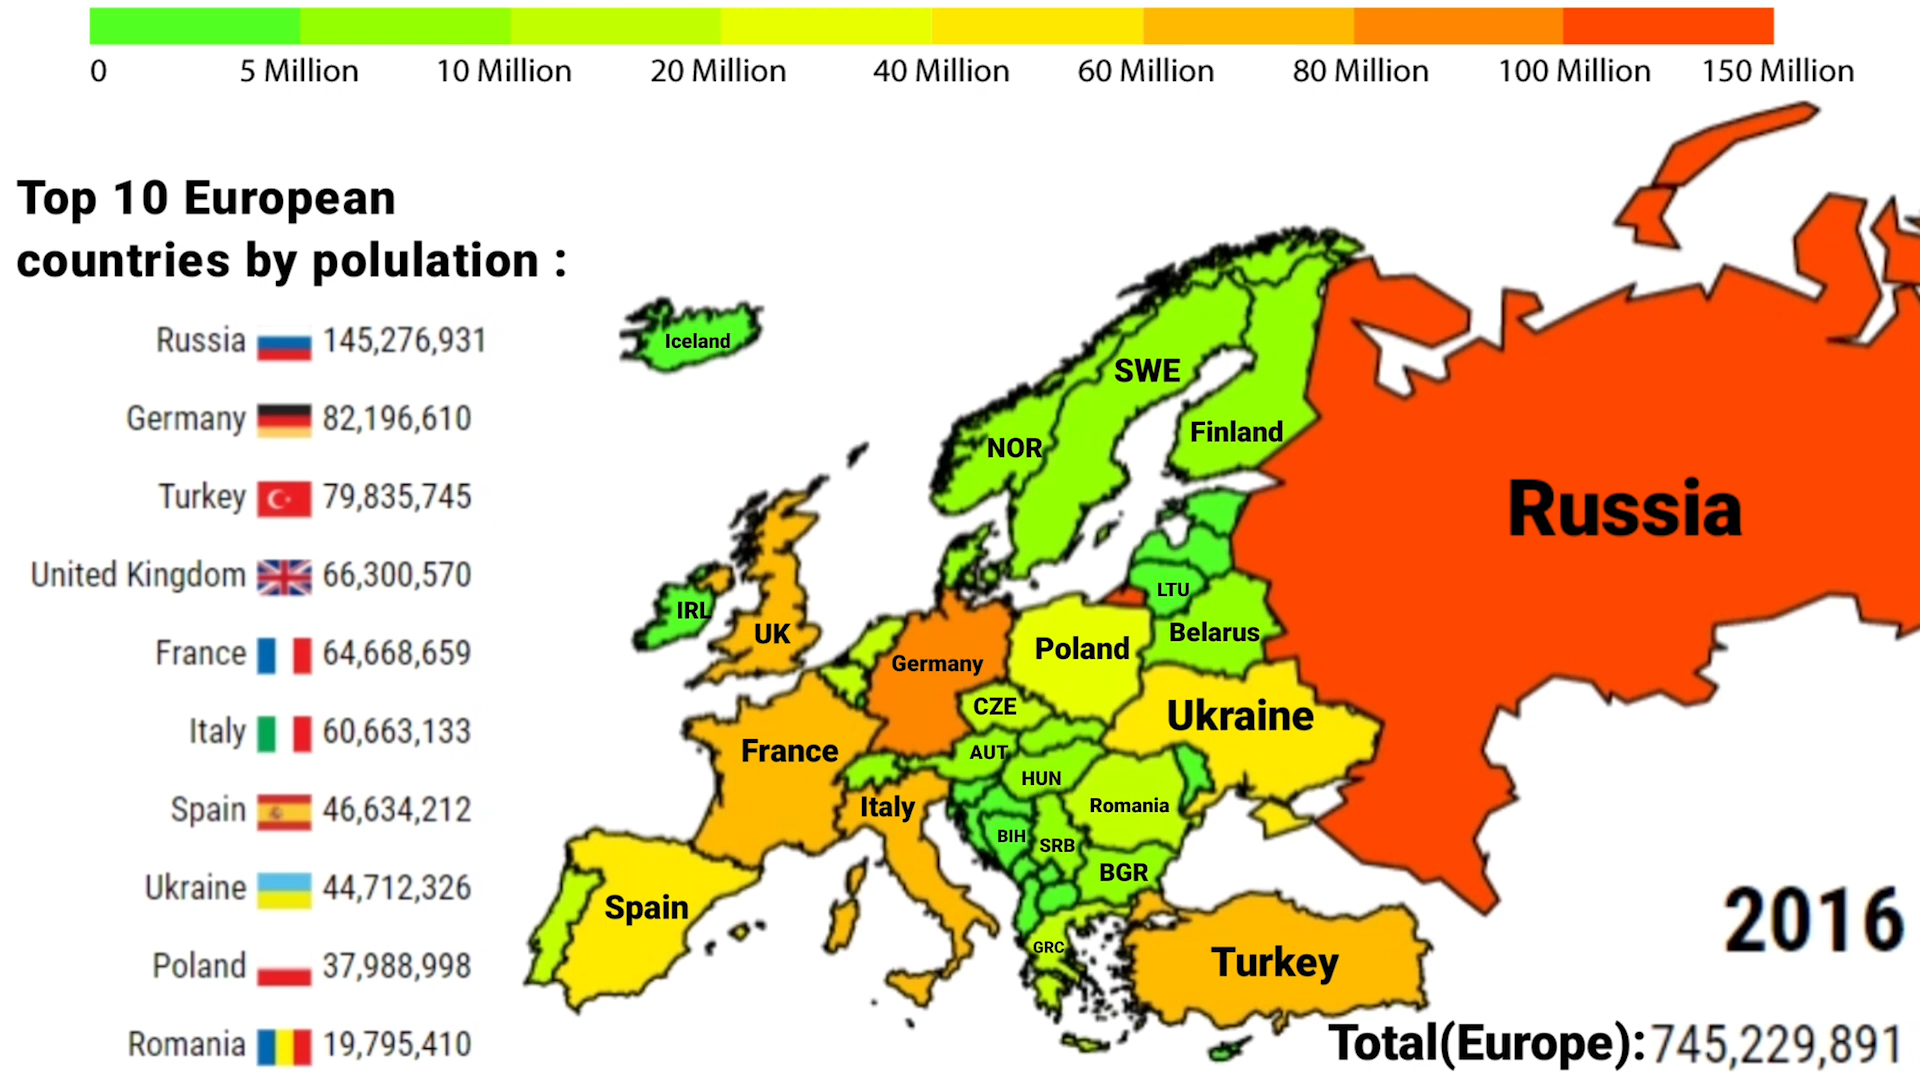 0 5 Million 10 Million 20 Million 40 Million 60 Million 80 Million 100 Million 150 Million
Top 10 European
countries by polulation :
Russia 145,276,931
Germany 82,196,610
Turkey 79,835,745
United Kingdom 66,300,570
France 64,668,659
Italy 60,663,133
Spain 46,634,212
Ukraine 44,712,326
Poland 37,988,998
Romania 19,795,410
Iceland
SWE
Finland
NOR
Russia
LTU
IRL
UK
Belarus
Poland
Germany
CZE
Ukraine
France
AUT
HUN
Italy
Romania
BIH
SRB
BGR
Spain
GRC
Turkey
2016
Total(Europe): 745,229,891